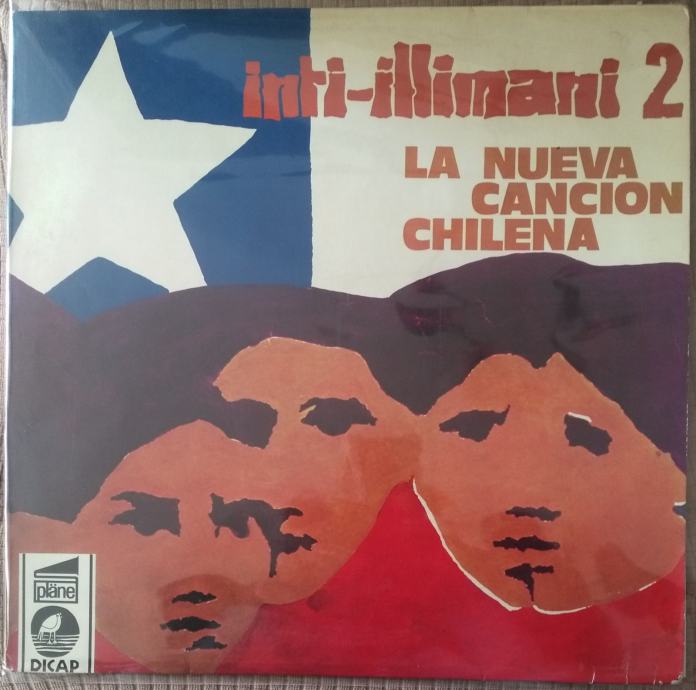 inti-illimani 2
LA NUEVA
CANCION
CHILENA
pläne
DICAP